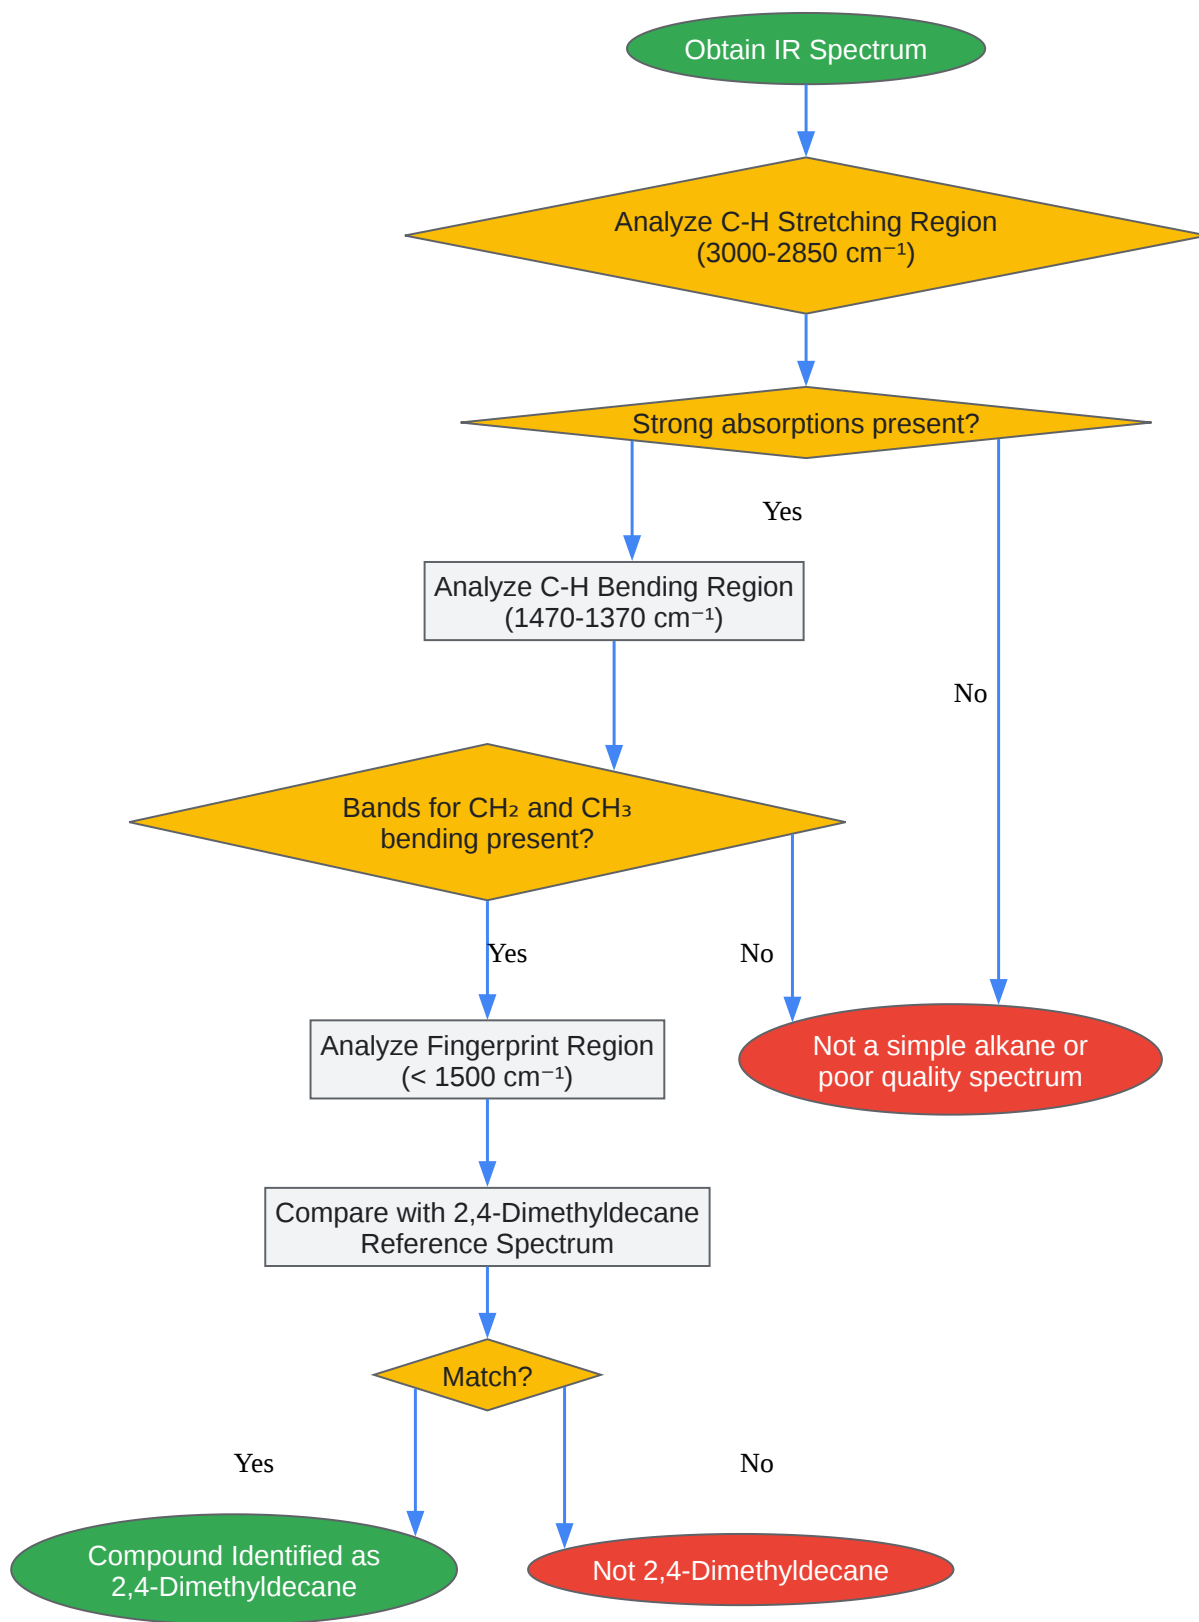 Obtain IR Spectrum
Analyze C-H Stretching Region
(3000-2850 cm⁻¹)
Strong absorptions present?
Yes
Analyze C-H Bending Region
(1470-1370 cm⁻¹)
No
Bands for CH₂ and CH₃
bending present?
Yes
No
Analyze Fingerprint Region
(< 1500 cm⁻¹)
Not a simple alkane or
poor quality spectrum
Compare with 2,4-Dimethyldecane
Reference Spectrum
Match?
Yes
No
Compound Identified as
2,4-Dimethyldecane
Not 2,4-Dimethyldecane